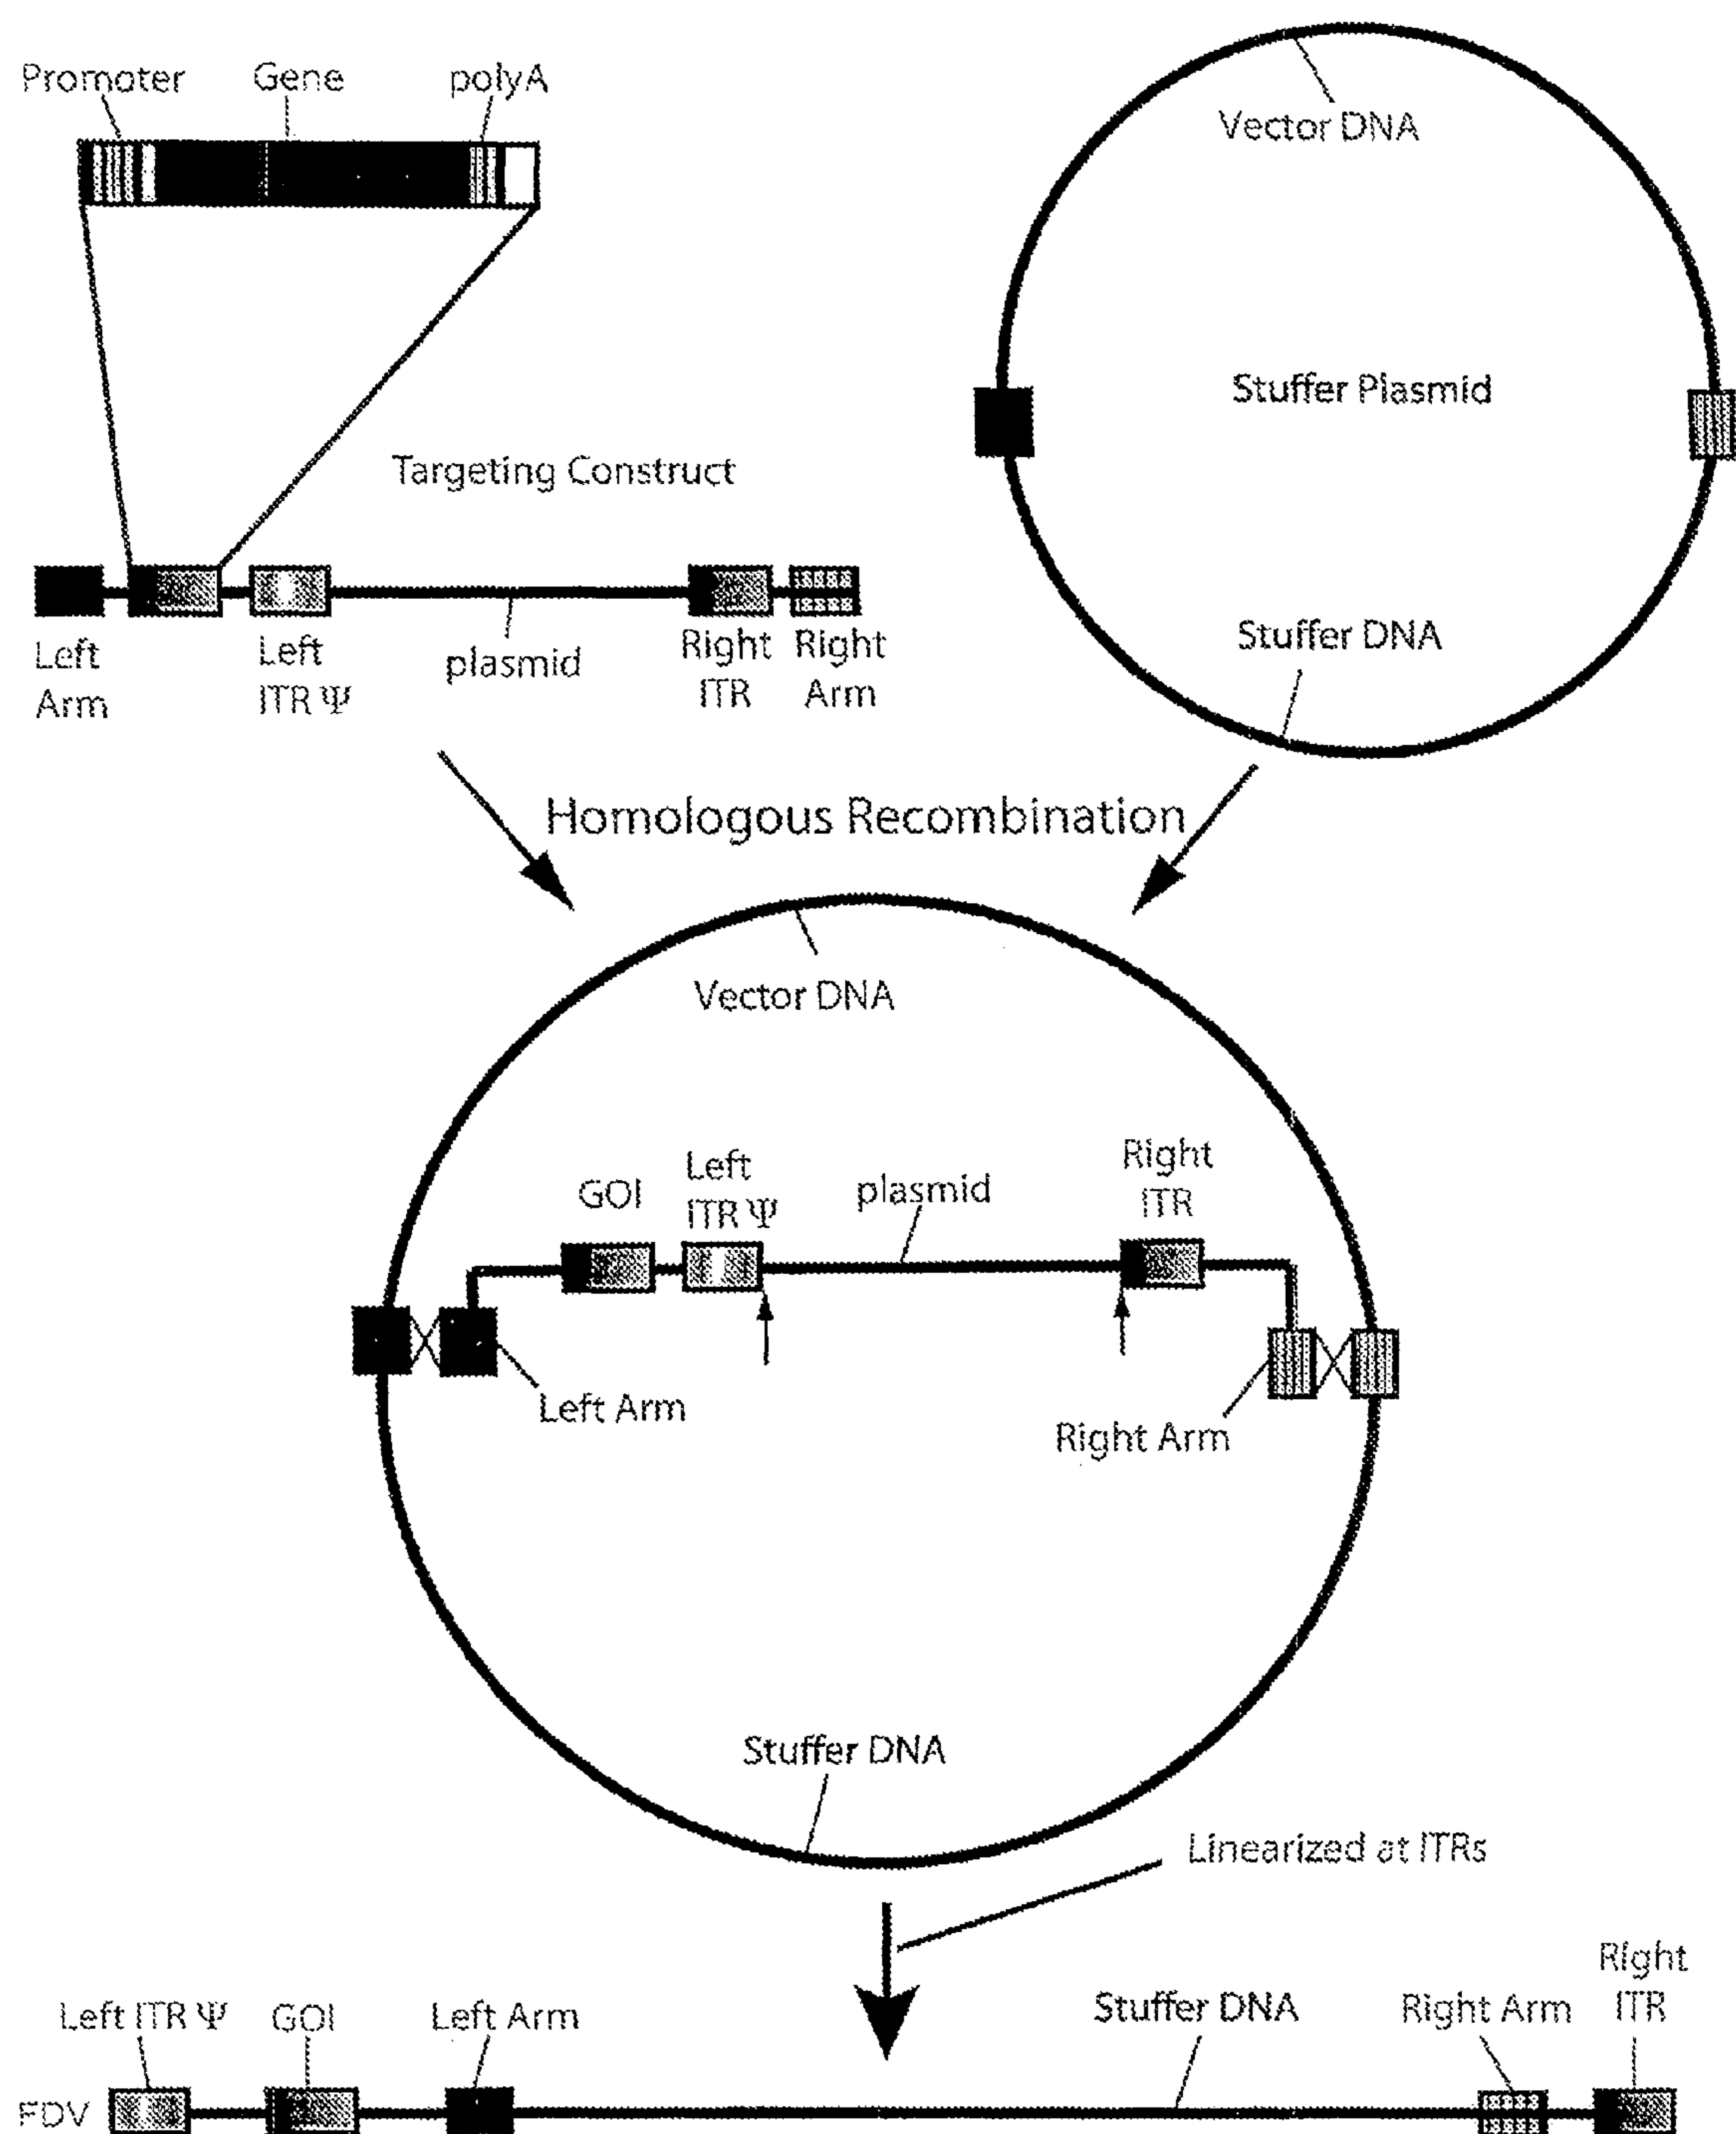 Promoter
Gene
polyA
Vector DNA
Stuffer Plasmid
Targeting Construct
Left
Arm
Left
ITR Ψ
plasmid
Right
ITR
Right
Arm
Stuffer DNA
Homologous Recombination
Vector DNA
GOI
Left
ITR Ψ
plasmid
Right
ITR
Left Arm
Right Arm
Stuffer DNA
Linearized at ITRs
Left ITR Ψ
GOI
Left Arm
Stuffer DNA
Right Arm
Right
ITR
FDV